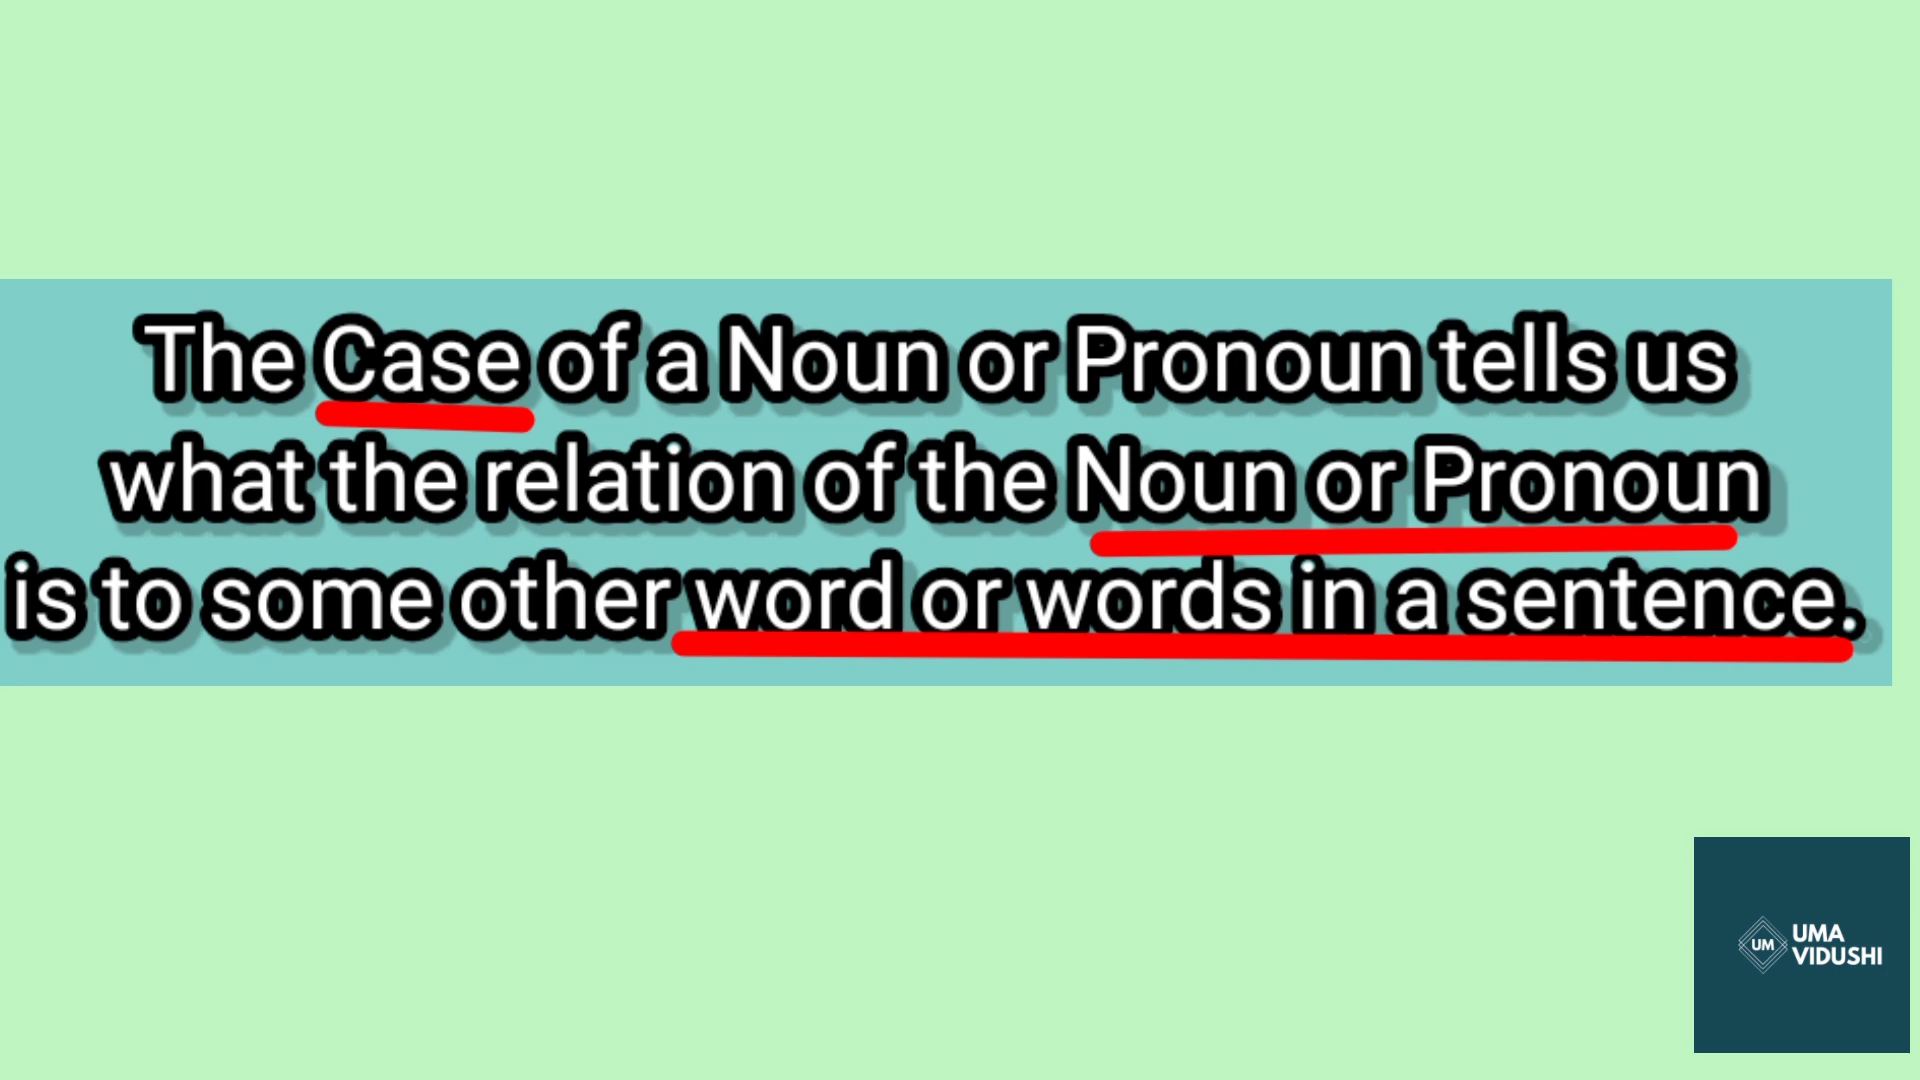 The Case of a Noun or Pronoun tells us
what the relation of the Noun or Pronoun
is to some other word or words in a sentence.
UM
UMA
VIDUSHI